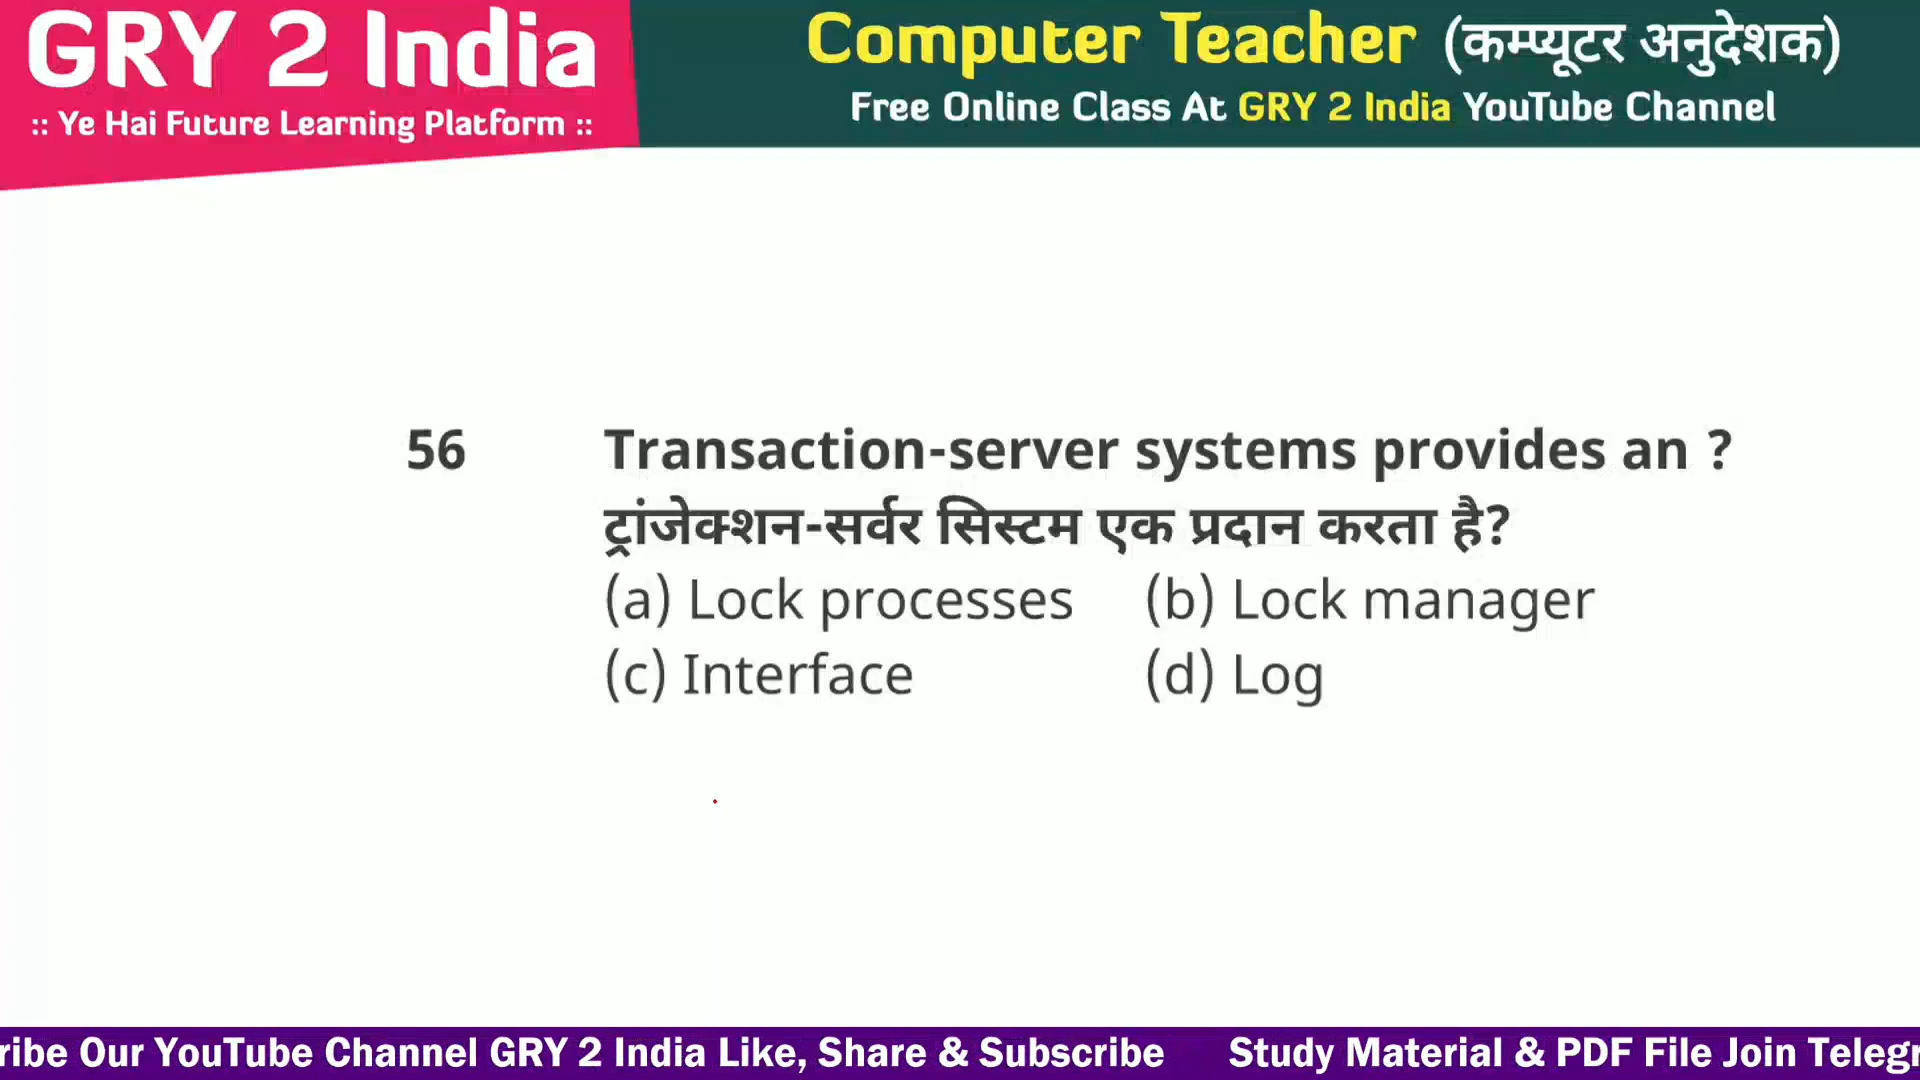 GRY 2 India
:: Ye Hai Future Learning Platform ::
Computer Teacher (कम्प्यूटर अनुदेशक)
Free Online Class At GRY 2 India YouTube Channel
56 Transaction-server systems provides an ?
ट्रांजेक्शन-सर्वर सिस्टम एक प्रदान करता है?
(a) Lock processes (b) Lock manager
(c) Interface (d) Log
ribe Our YouTube Channel GRY 2 India Like, Share & Subscribe Study Material & PDF File Join Telegr